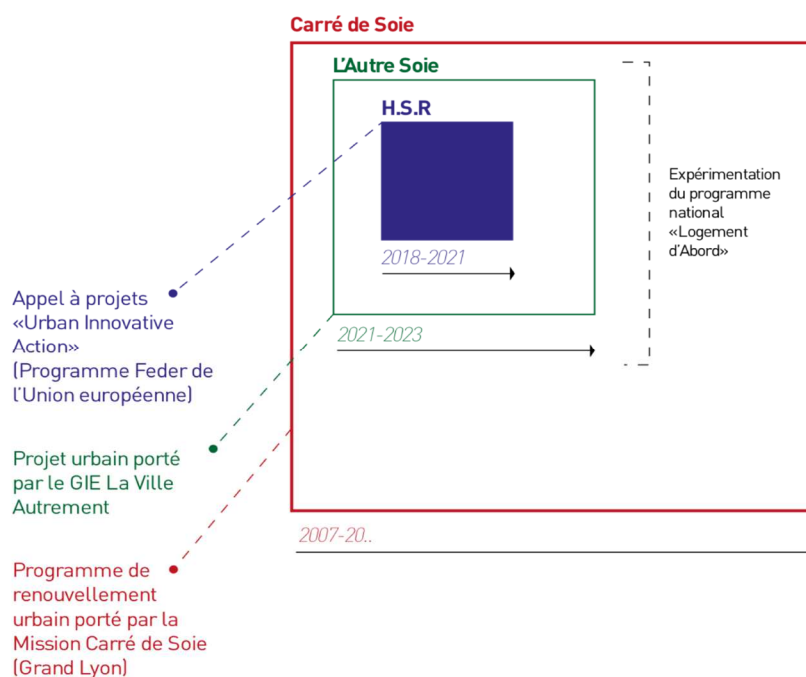 Carré de Soie
L'Autre Soie
H.S.R
2018-2021
2021-2023
2007-20..
Expérimentation
du programme
national
«Logement
d'Abord»
Appel à projets
«Urban Innovative
Action»
(Programme Feder de
l'Union européenne)
Projet urbain porté
par le GIE La Ville
Autrement
Programme de
renouvellement
urbain porté par la
Mission Carré de Soie
(Grand Lyon)